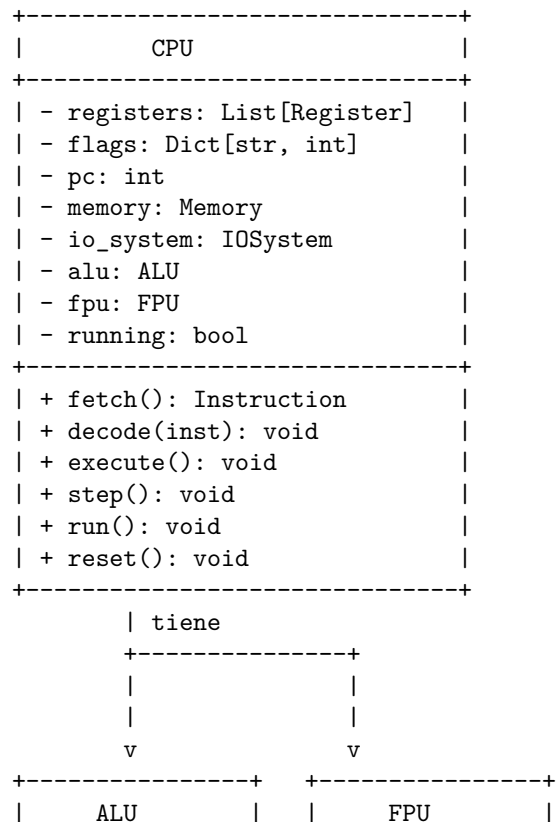 +-------------------------------+
|         CPU                   |
+-------------------------------+
| - registers: List[Register]   |
| - flags: Dict[str, int]       |
| - pc: int                     |
| - memory: Memory              |
| - io_system: IOSystem         |
| - alu: ALU                    |
| - fpu: FPU                    |
| - running: bool               |
+-------------------------------+
| + fetch(): Instruction        |
| + decode(inst): void          |
| + execute(): void             |
| + step(): void                |
| + run(): void                 |
| + reset(): void               |
+-------------------------------+
        | tiene
        +---------------+
        |               |
        |               |
        v               v
+----------------+   +----------------+
|     ALU        |   |     FPU        |